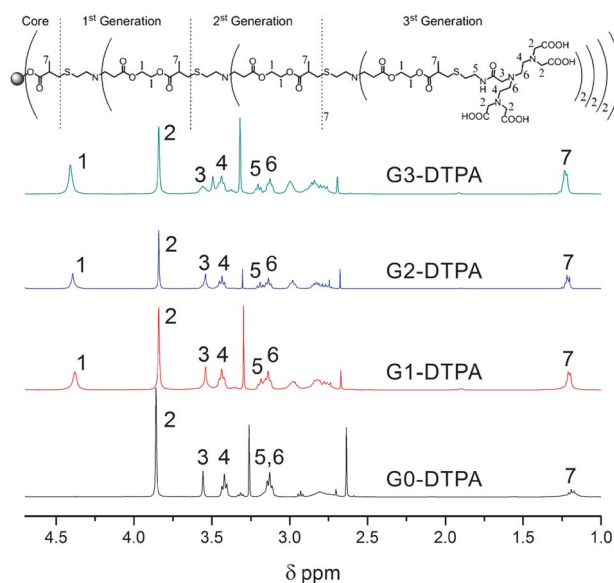 Core 1st Generation 2nd Generation 3rd Generation
7 7 7 7 2 COOH
O S N O O S N O O S N O O S 5 N H 3 N 4 N 2 COOH
O O 1 1 O O O 1 1 O O O 1 1 O O 6 6
4 N 2 2
HOOC COOH 2 2 2 2
7
1 2 3 4 5 6 G3-DTPA 7
1 2 3 4 5 6 G2-DTPA 7
1 2 3 4 5 6 G1-DTPA 7
2 3 4 5,6 G0-DTPA 7
4.5 4.0 3.5 3.0 2.5 2.0 1.5 1.0
δ ppm